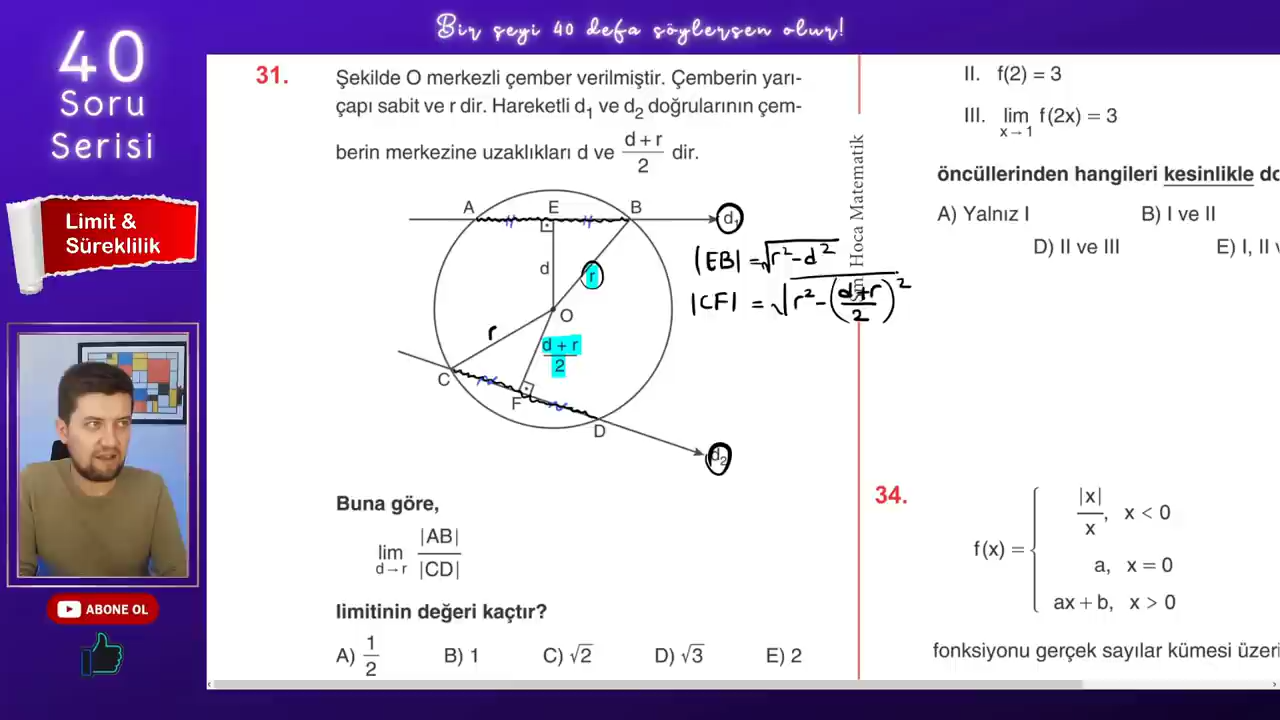 Bir şeyi 40 defa söylersen olur!
40
Soru
Serisi
Limit &
Süreklilik
ABONE OL
31.
Şekilde O merkezli çember verilmiştir. Çemberin yarı-
çapı sabit ve r dir. Hareketli d₁ ve d₂ doğrularının çem-
berin merkezine uzaklıkları d ve (d + r)/2 dir.
A E B d₁
d r
O
r
d + r
2
C F
D
d₂
|EB| = √(r² - d²)
|CF| = √(r² - ((d+r)/2)²)
Buna göre,
lim d→r |AB| / |CD|
limitinin değeri kaçtır?
A) 1/2 B) 1 C) √2 D) √3 E) 2
Hoca Matematik
II. f(2) = 3
III. lim x→1 f(2x) = 3
öncüllerinden hangileri kesinlikle do
A) Yalnız I B) I ve II
D) II ve III E) I, II v
34.
f(x) = { |x|/x, x < 0
a, x = 0
ax + b, x > 0
fonksiyonu gerçek sayılar kümesi üzeri